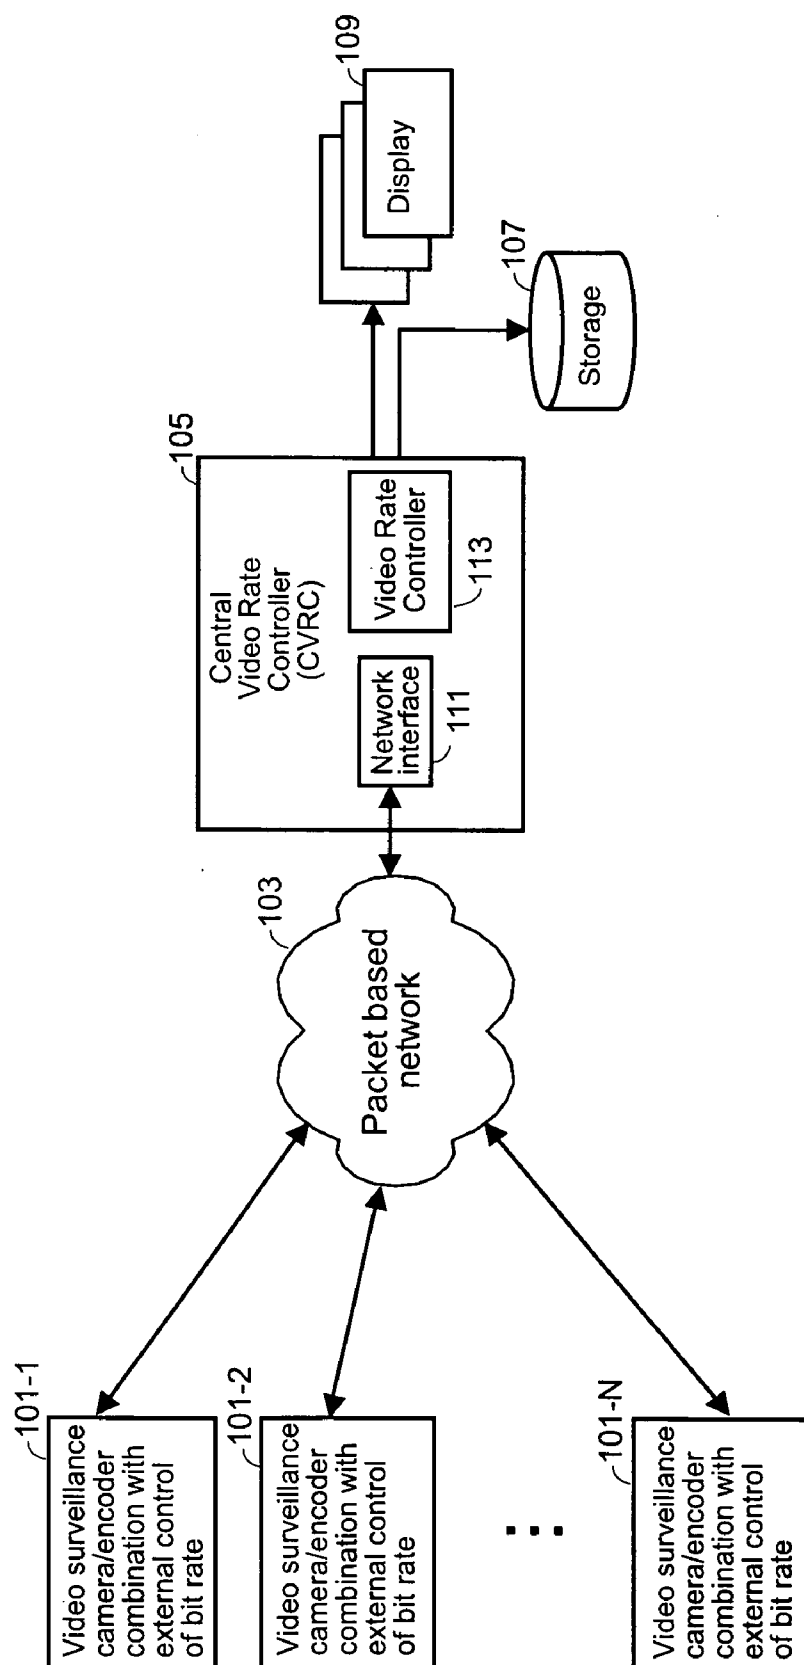 101-1
Video surveillance
camera/encoder
combination with
external control
of bit rate
101-2
Video surveillance
camera/encoder
combination with
external control
of bit rate
101-N
Video surveillance
camera/encoder
combination with
external control
of bit rate
103
Packet based
network
105
Central
Video Rate
Controller
(CVRC)
Network
interface
111
Video Rate
Controller
113
109
Display
107
Storage